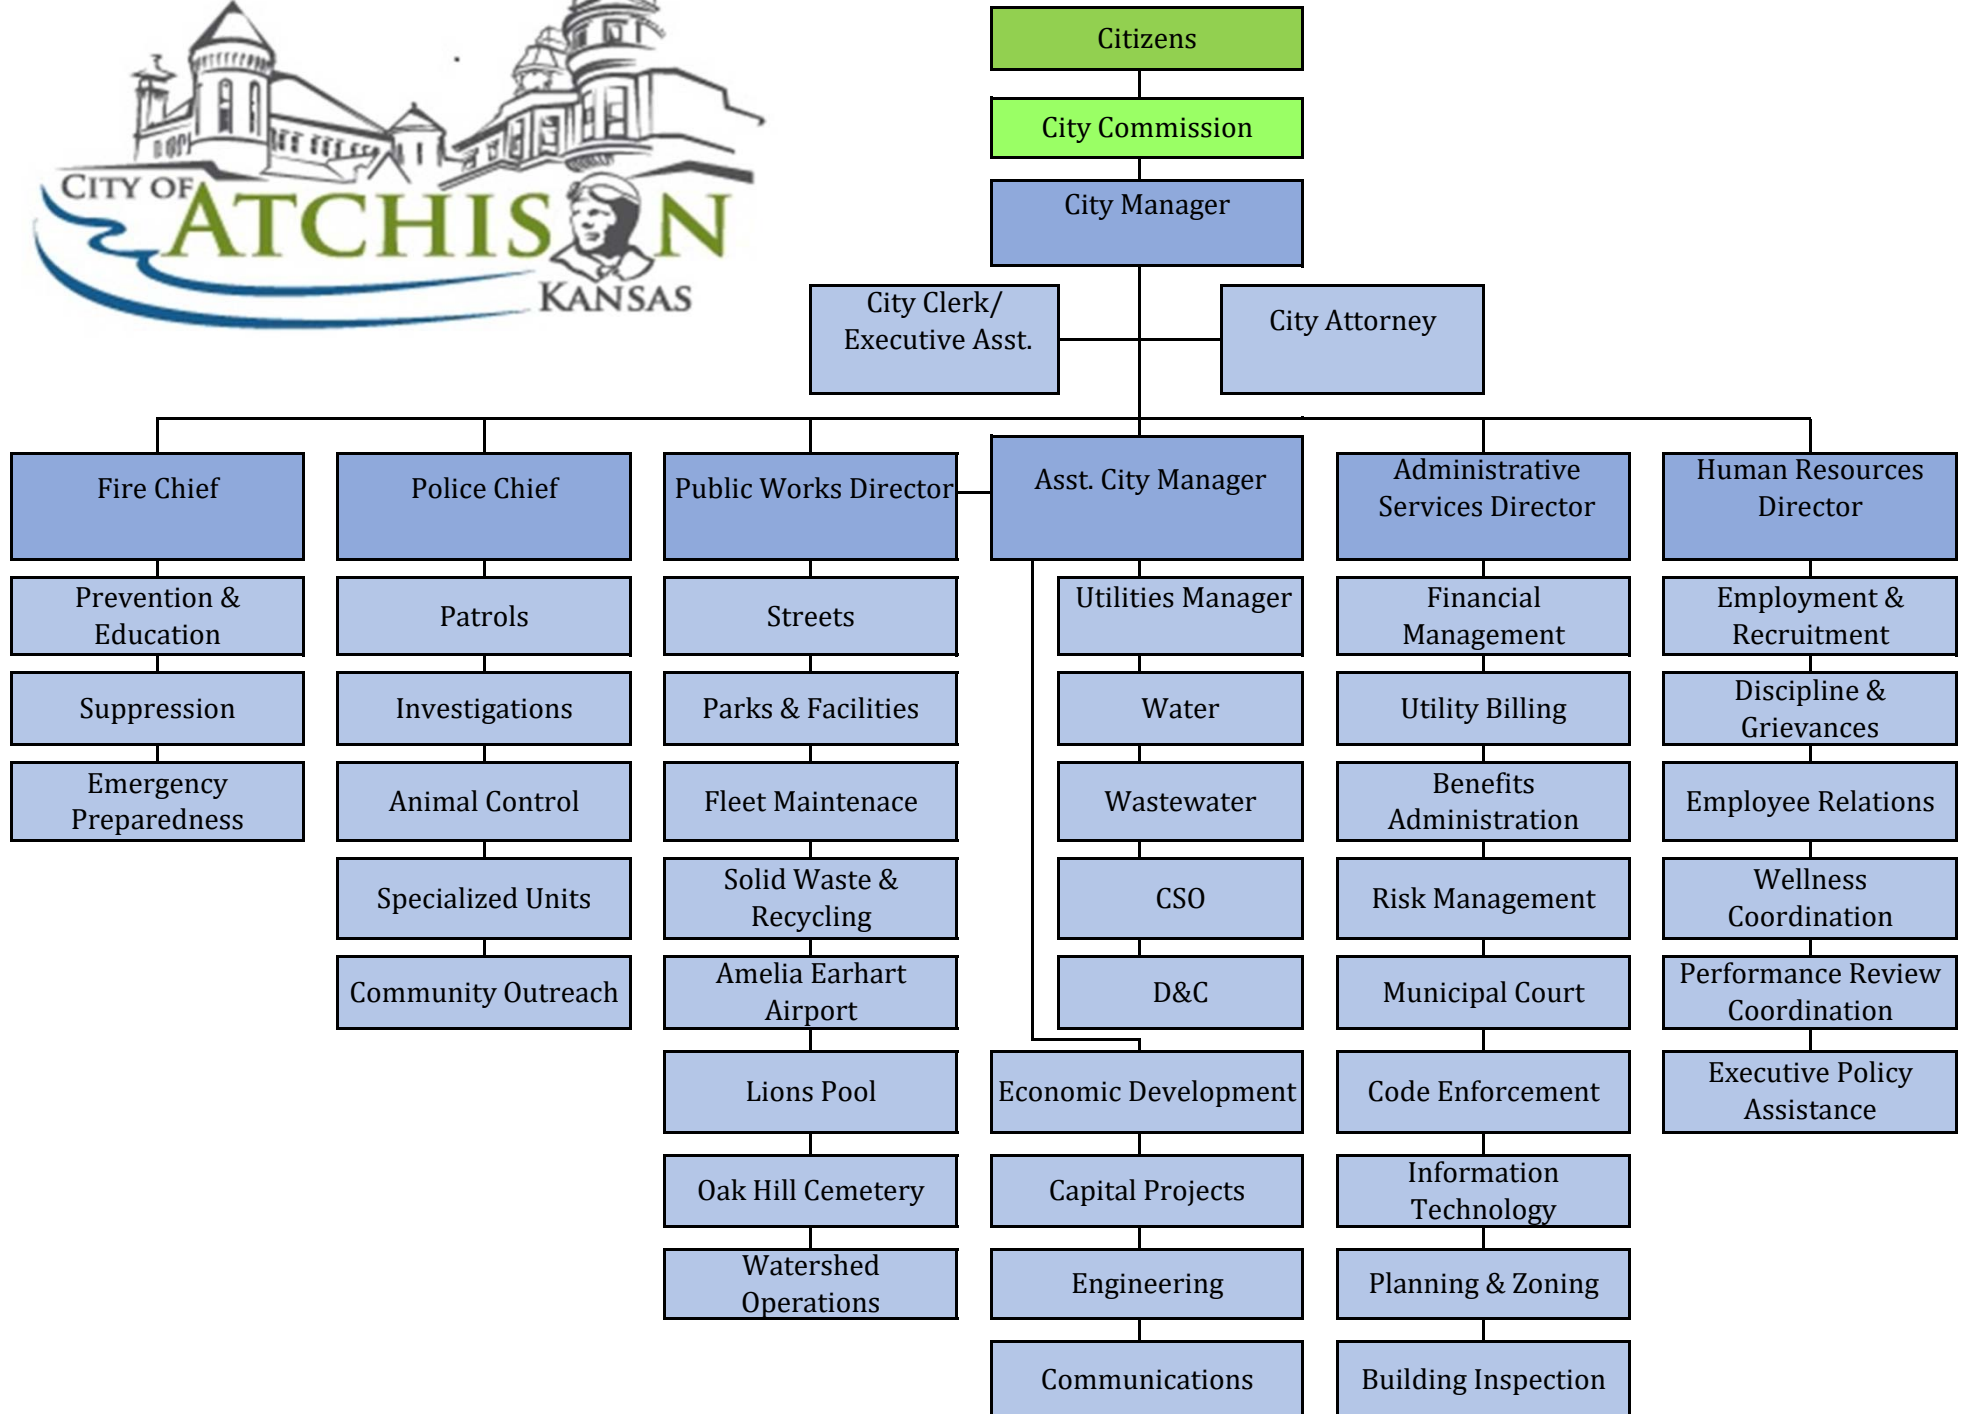 CITY OF
ATCHISON
KANSAS
Citizens
City Commission
City Manager
City Clerk/
Executive Asst.
City Attorney
Fire Chief
Prevention &
Education
Suppression
Emergency
Preparedness
Police Chief
Patrols
Investigations
Animal Control
Specialized Units
Community Outreach
Public Works Director
Streets
Parks & Facilities
Fleet Maintenace
Solid Waste &
Recycling
Amelia Earhart
Airport
Lions Pool
Oak Hill Cemetery
Watershed
Operations
Asst. City Manager
Utilities Manager
Water
Wastewater
CSO
D&C
Economic Development
Capital Projects
Engineering
Communications
Administrative
Services Director
Financial
Management
Utility Billing
Benefits
Administration
Risk Management
Municipal Court
Code Enforcement
Information
Technology
Planning & Zoning
Building Inspection
Human Resources
Director
Employment &
Recruitment
Discipline &
Grievances
Employee Relations
Wellness
Coordination
Performance Review
Coordination
Executive Policy
Assistance